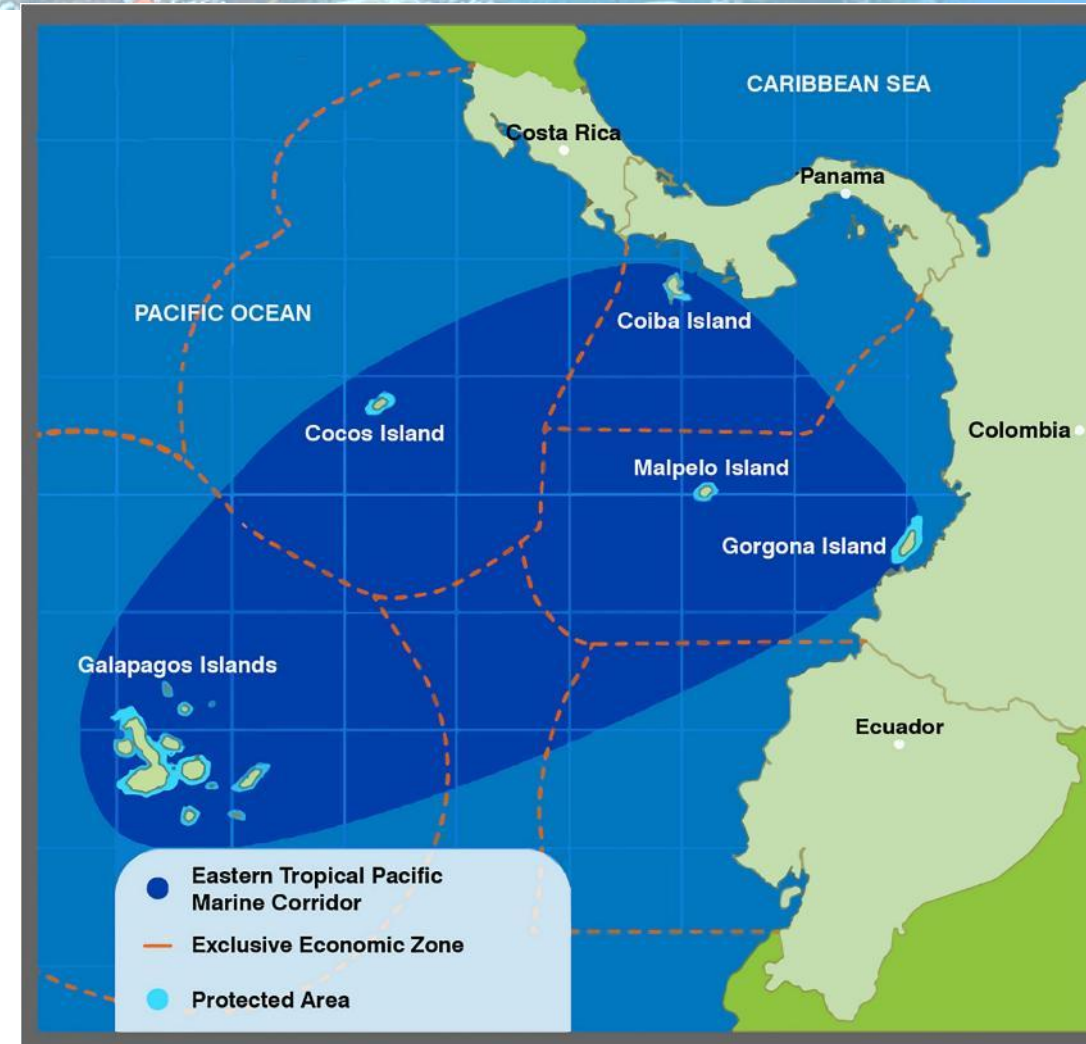 CARIBBEAN SEA
Costa Rica
Panama
PACIFIC OCEAN
Coiba Island
Cocos Island
Colombia
Malpelo Island
Gorgona Island
Galapagos Islands
Ecuador
Eastern Tropical Pacific
Marine Corridor
Exclusive Economic Zone
Protected Area